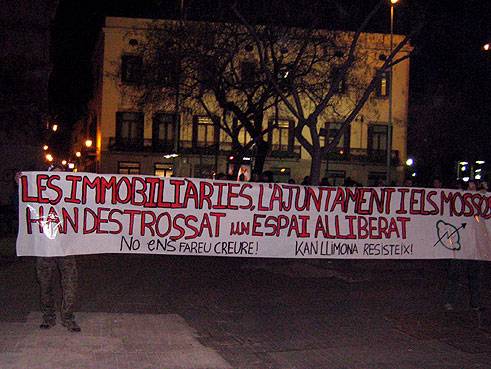 LES IMMOBILIARIES, L'AJUNTAMENT I ELS MOSSOS
HAN DESTROSSAT UN ESPAI ALLIBERAT
NO ENS FAREU CREURE! KAN LLIMONA RESISTEIX!